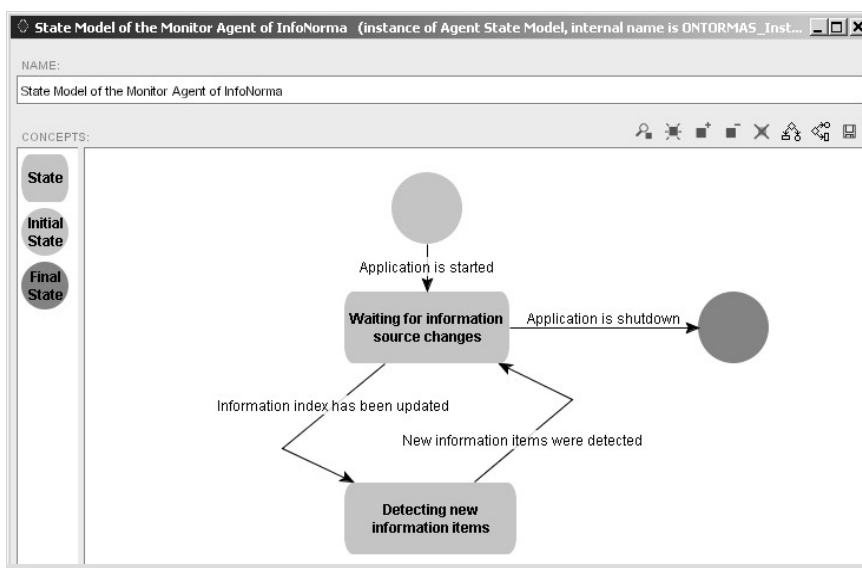 State Model of the Monitor Agent of InfoNorma (instance of Agent State Model, internal name is ONTORMAS_Inst...
NAME:
State Model of the Monitor Agent of InfoNorma
CONCEPTS:
State
Initial
State
Final
State
Application is started
Waiting for information
source changes
Application is shutdown
Information index has been updated
New information items were detected
Detecting new
information items